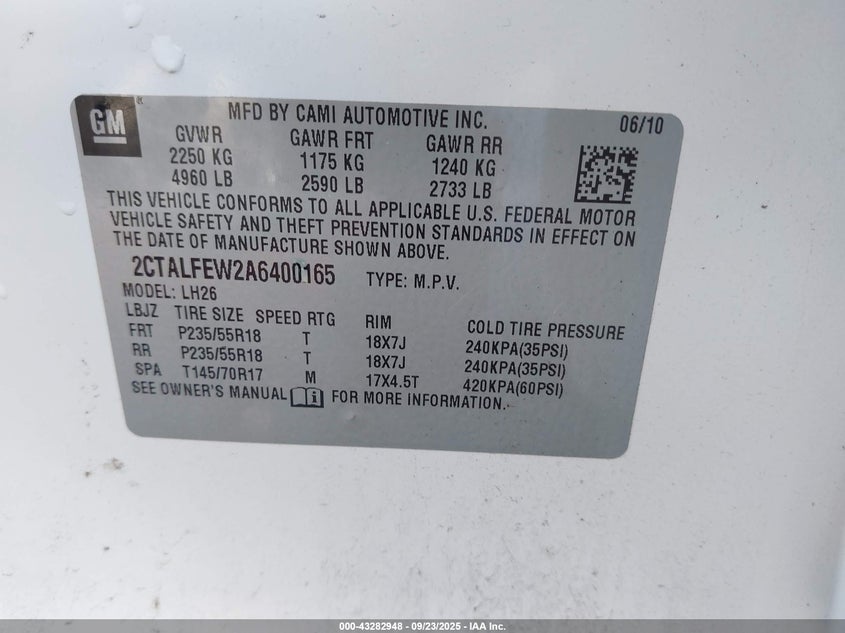 GM
MFD BY CAMI AUTOMOTIVE INC. 06/10
GVWR GAWR FRT GAWR RR
2250 KG 1175 KG 1240 KG
4960 LB 2590 LB 2733 LB
THIS VEHICLE CONFORMS TO ALL APPLICABLE U.S. FEDERAL MOTOR
VEHICLE SAFETY AND THEFT PREVENTION STANDARDS IN EFFECT ON
THE DATE OF MANUFACTURE SHOWN ABOVE.
2CTALFEW2A6400165 TYPE: M.P.V.
MODEL: LH26
LBJZ TIRE SIZE SPEED RTG RIM COLD TIRE PRESSURE
FRT P235/55R18 T 18X7J 240KPA(35PSI)
RR P235/55R18 T 18X7J 240KPA(35PSI)
SPA T145/70R17 M 17X4.5T 420KPA(60PSI)
SEE OWNER'S MANUAL i FOR MORE INFORMATION.
000-43282948 - 09/23/2025 - IAA Inc.